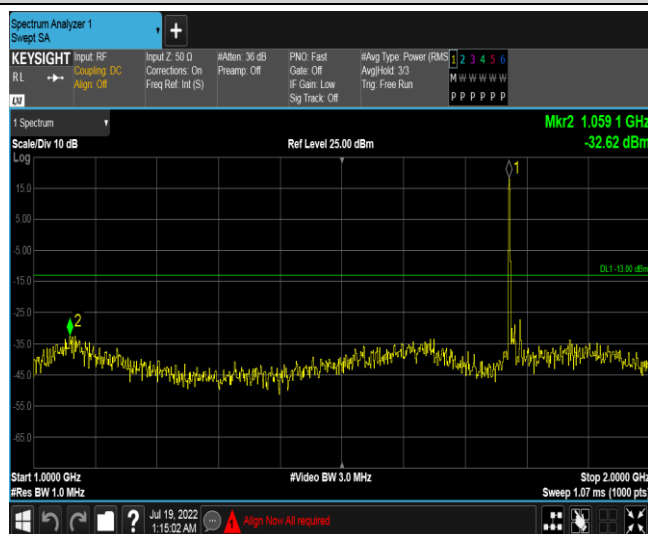 Spectrum Analyzer 1
Swept SA
+
KEYSIGHT
RL
LXI
Input: RF
Coupling: DC
Align: Off
Input Z: 50 Ω
Corrections: On
Freq Ref: Int (S)
#Atten: 36 dB
Preamp: Off
PNO: Fast
Gate: Off
IF Gain: Low
Sig Track: Off
#Avg Type: Power (RMS
Avg|Hold: 3/3
Trig: Free Run
1 2 3 4 5 6
M W W W W W
P P P P P P
1 Spectrum
Mkr2 1.059 1 GHz
Scale/Div 10 dB
Ref Level 25.00 dBm
-32.62 dBm
Log
1
15.0
5.00
-5.00
DL1 -13.00 dBm
-15.0
-25.0
2
-35.0
-45.0
-55.0
-65.0
Start 1.0000 GHz
#Video BW 3.0 MHz
Stop 2.0000 GHz
#Res BW 1.0 MHz
Sweep 1.07 ms (1000 pts)
?
Jul 19, 2022
1:15:02 AM
Align Now All required